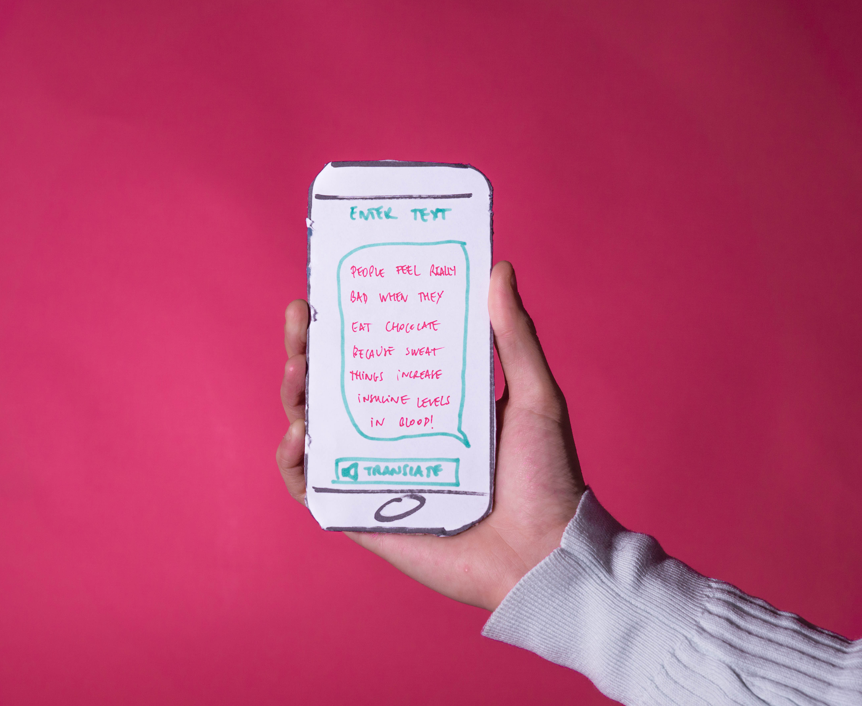 ENTER TEXT
PEOPLE FEEL REALLY
BAD WHEN THEY
EAT CHOCOLATE
BECAUSE SWEAT
THINGS INCREASE
INSULINE LEVELS
IN BLOOD!
TRANSLATE